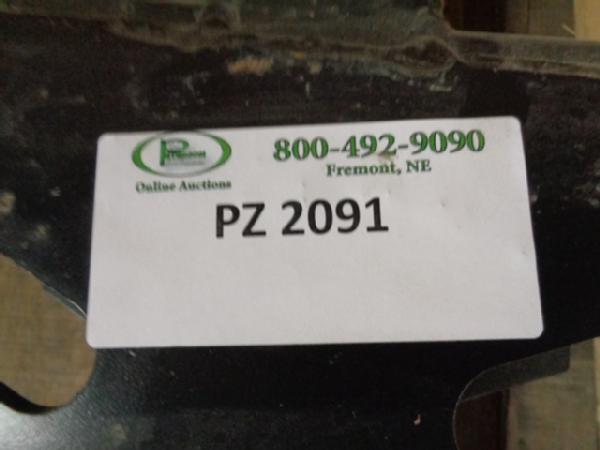 800-492-9090
Fremont, NE
Online Auctions
PZ 2091